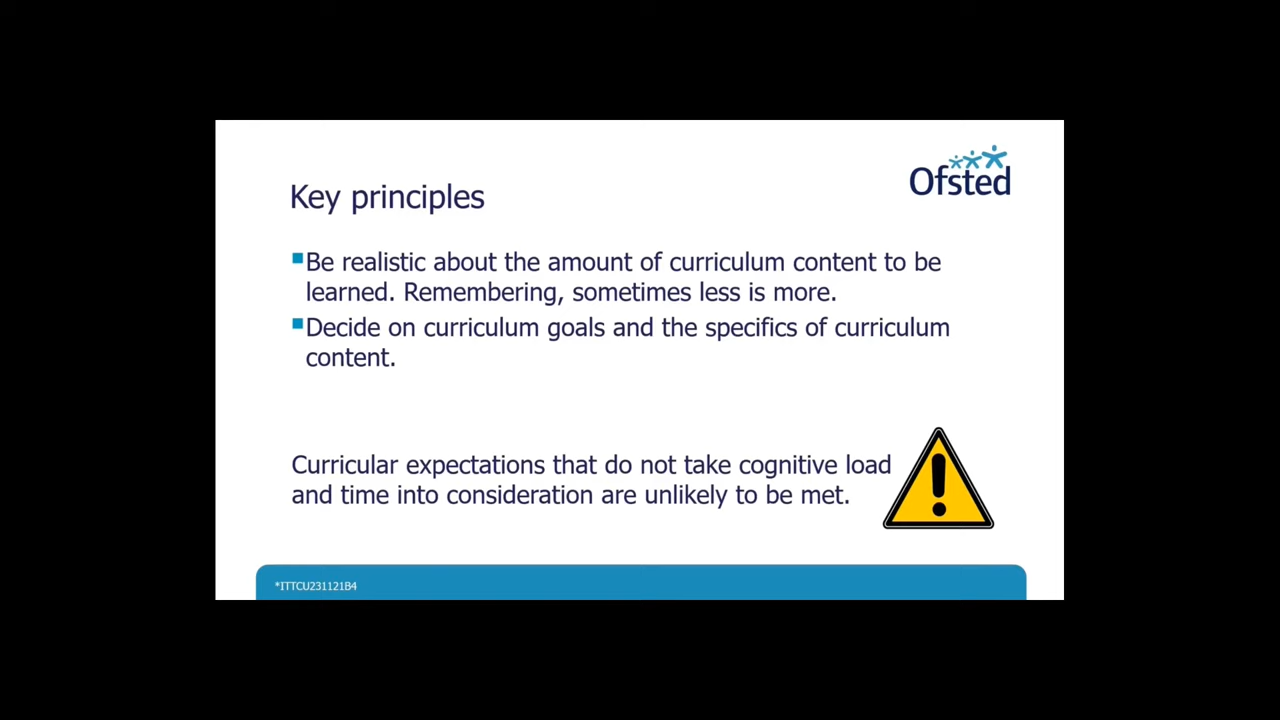 Ofsted
Key principles
Be realistic about the amount of curriculum content to be
learned. Remembering, sometimes less is more.
Decide on curriculum goals and the specifics of curriculum
content.
Curricular expectations that do not take cognitive load
and time into consideration are unlikely to be met.
*ITTCU231121B4